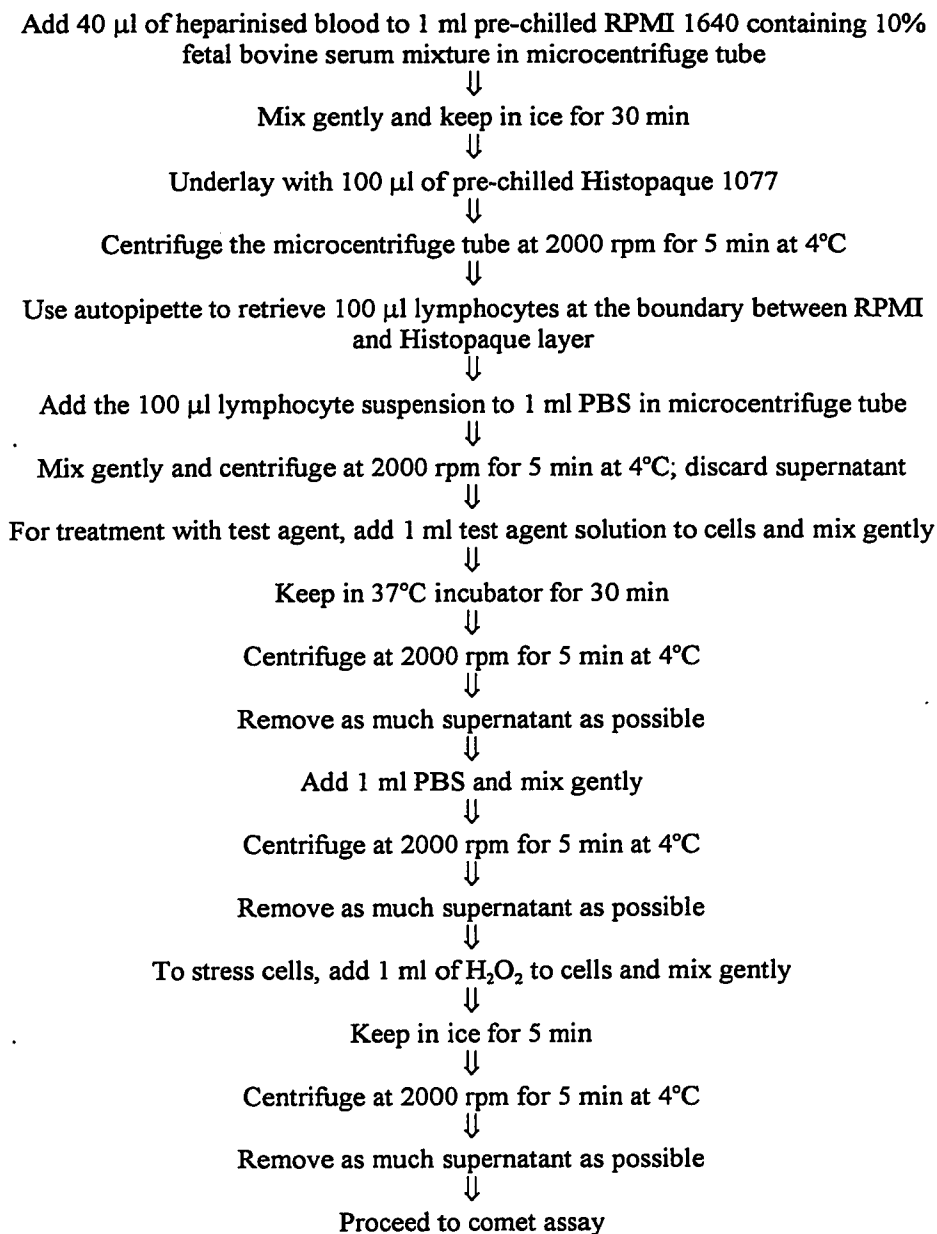 Add 40 µl of heparinised blood to 1 ml pre-chilled RPMI 1640 containing 10%
fetal bovine serum mixture in microcentrifuge tube
⇓
Mix gently and keep in ice for 30 min
⇓
Underlay with 100 µl of pre-chilled Histopaque 1077
⇓
Centrifuge the microcentrifuge tube at 2000 rpm for 5 min at 4°C
⇓
Use autopipette to retrieve 100 µl lymphocytes at the boundary between RPMI
and Histopaque layer
⇓
Add the 100 µl lymphocyte suspension to 1 ml PBS in microcentrifuge tube
⇓
Mix gently and centrifuge at 2000 rpm for 5 min at 4°C; discard supernatant
⇓
For treatment with test agent, add 1 ml test agent solution to cells and mix gently
⇓
Keep in 37°C incubator for 30 min
⇓
Centrifuge at 2000 rpm for 5 min at 4°C
⇓
Remove as much supernatant as possible
⇓
Add 1 ml PBS and mix gently
⇓
Centrifuge at 2000 rpm for 5 min at 4°C
⇓
Remove as much supernatant as possible
⇓
To stress cells, add 1 ml of H₂O₂ to cells and mix gently
⇓
Keep in ice for 5 min
⇓
Centrifuge at 2000 rpm for 5 min at 4°C
⇓
Remove as much supernatant as possible
⇓
Proceed to comet assay